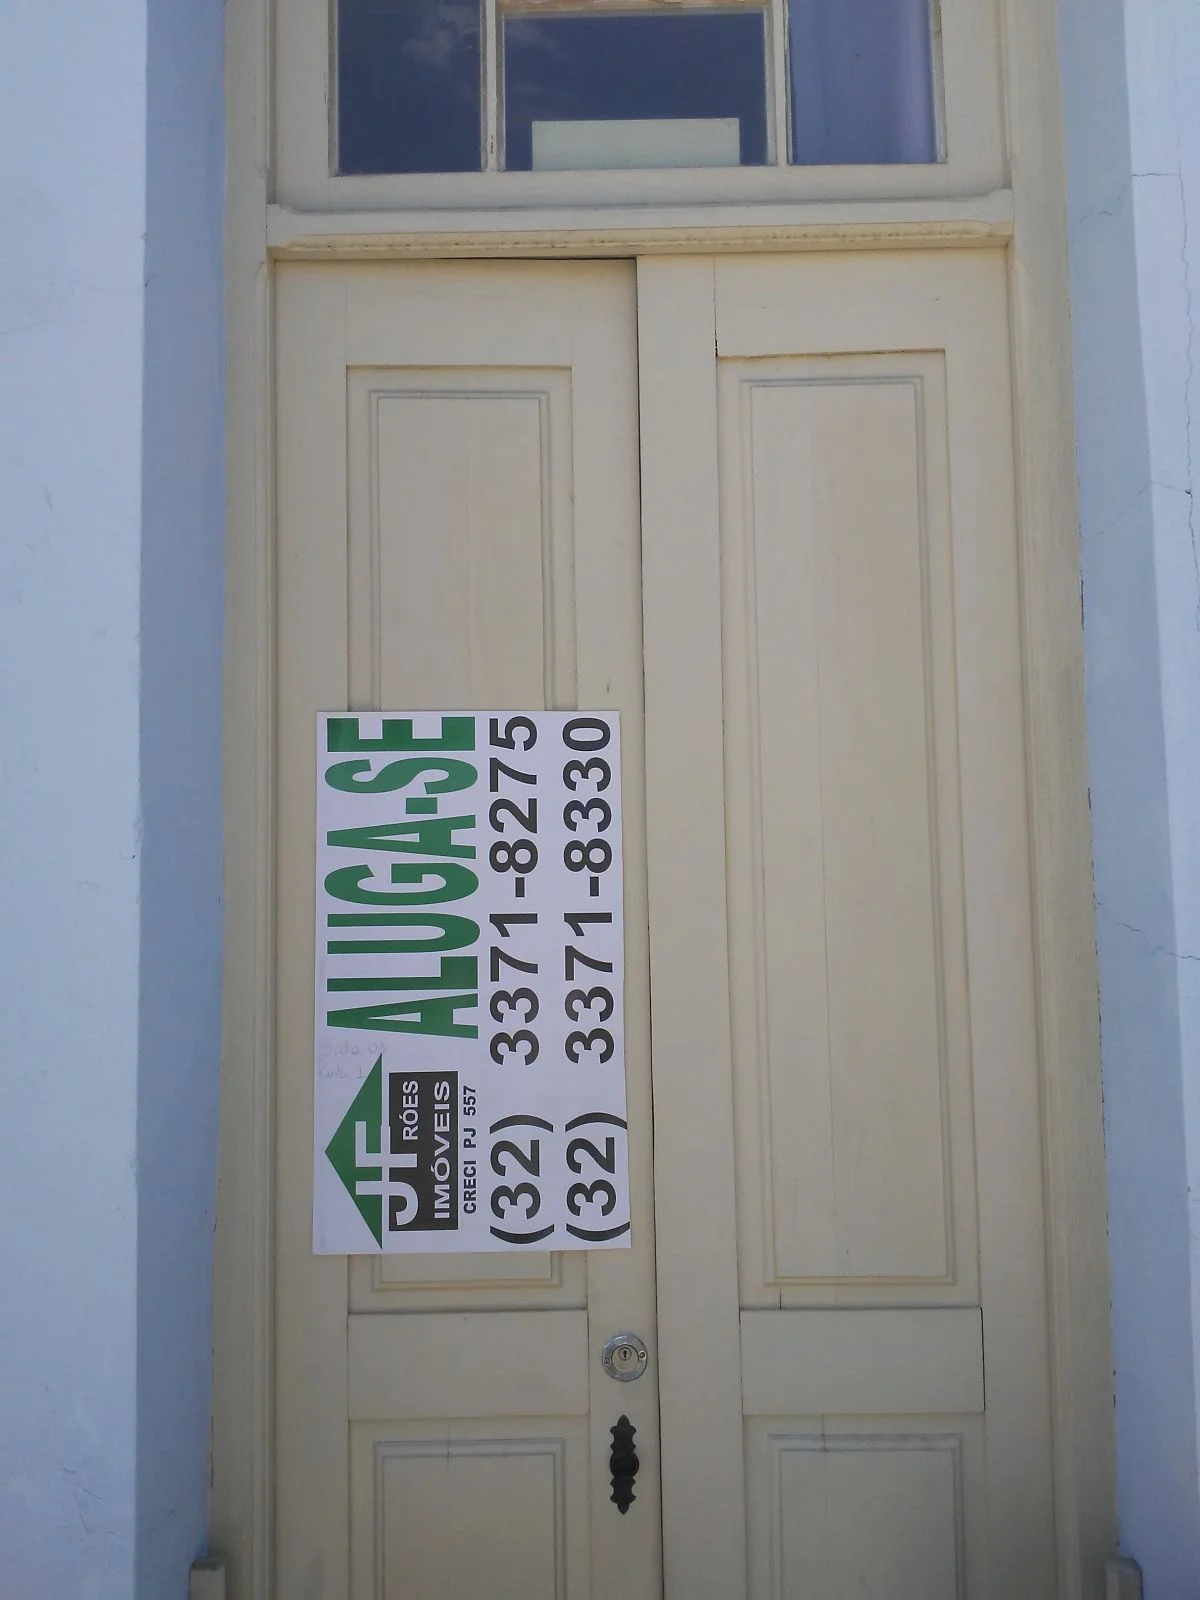 ALUGA-SE
JF
RÓES
IMÓVEIS
CRECI PJ 557
(32) 3371-8275
(32) 3371-8330